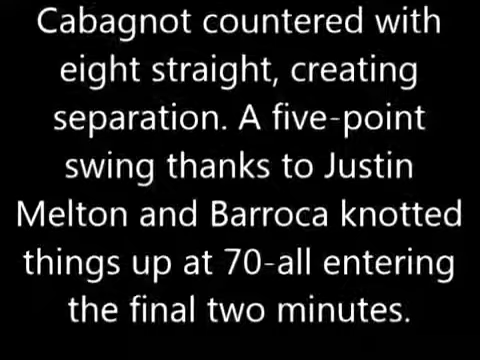 Cabagnot countered with
eight straight, creating
separation. A five-point
swing thanks to Justin
Melton and Barroca knotted
things up at 70-all entering
the final two minutes.